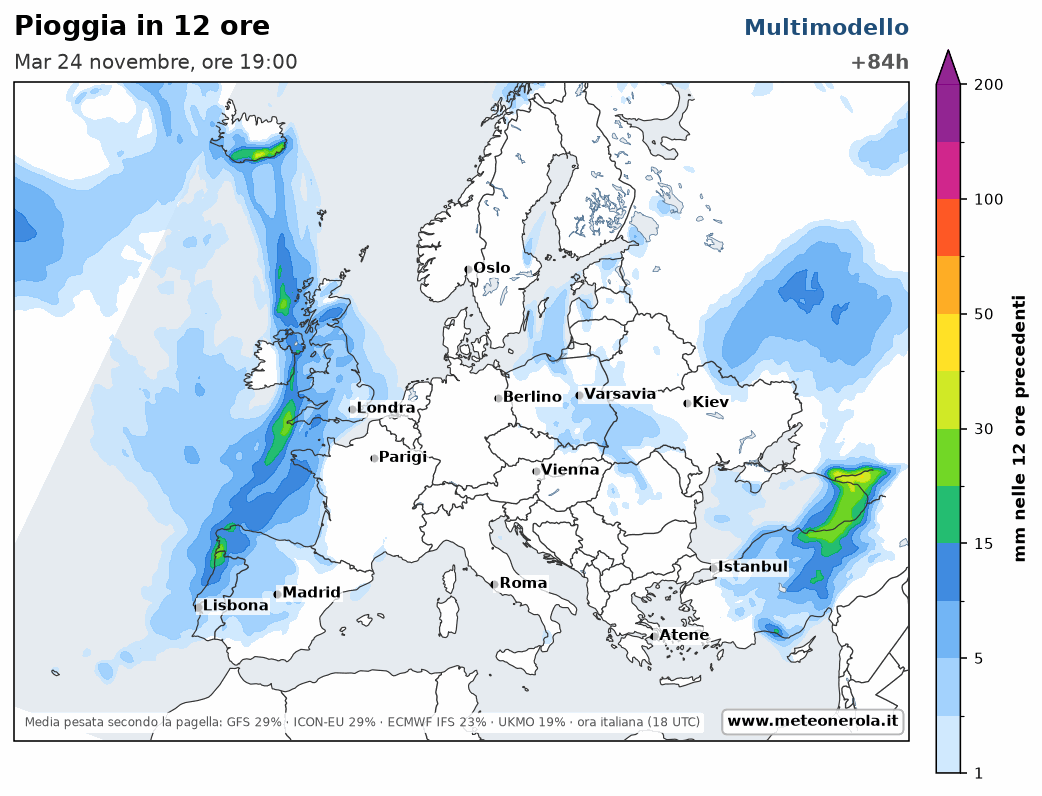 Pioggia in 12 ore
Multimodello
Mar 24 novembre, ore 19:00
+84h
200
100
50
30
15
5
1
mm nelle 12 ore precedenti
Oslo
Berlino
Varsavia
Kiev
Londra
Parigi
Vienna
Istanbul
Roma
Madrid
Lisbona
Atene
Media pesata secondo la pagella: GFS 29% · ICON-EU 29% · ECMWF IFS 23% · UKMO 19% · ora italiana (18 UTC)
www.meteonerola.it